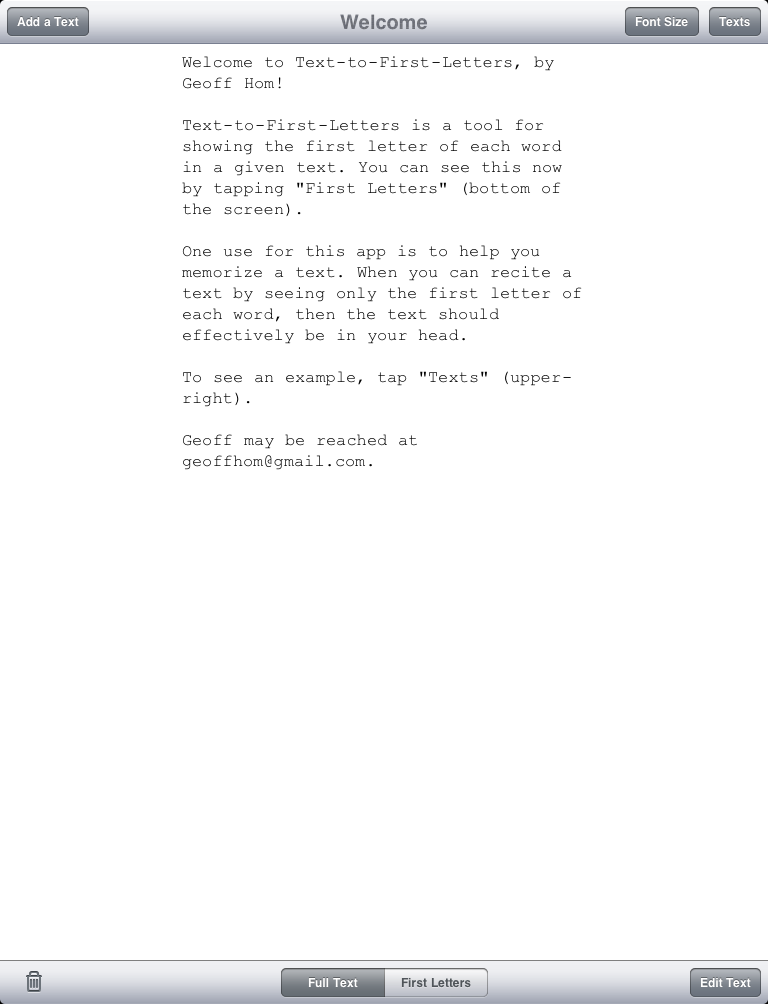 Add a Text
Welcome
Font Size
Texts
Welcome to Text-to-First-Letters, by
Geoff Hom!
Text-to-First-Letters is a tool for
showing the first letter of each word
in a given text. You can see this now
by tapping "First Letters" (bottom of
the screen).
One use for this app is to help you
memorize a text. When you can recite a
text by seeing only the first letter of
each word, then the text should
effectively be in your head.
To see an example, tap "Texts" (upper-
right).
Geoff may be reached at
geoffhom@gmail.com.
Full Text
First Letters
Edit Text